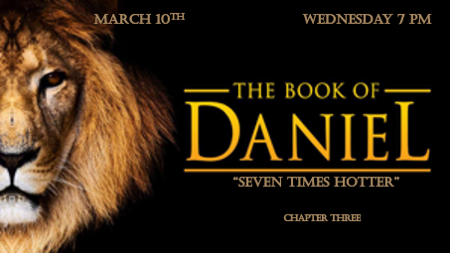 MARCH 10TH
WEDNESDAY 7 PM
THE BOOK OF
DANIEL
“SEVEN TIMES HOTTER”
CHAPTER THREE